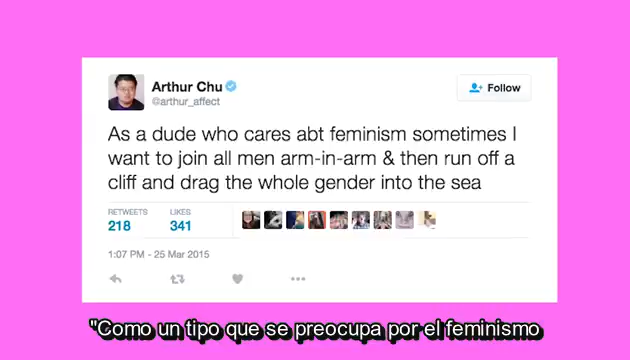 Arthur Chu
@arthur_affect
Follow
As a dude who cares abt feminism sometimes I
want to join all men arm-in-arm & then run off a
cliff and drag the whole gender into the sea
RETWEETS LIKES
218 341
1:07 PM - 25 Mar 2015
"Como un tipo que se preocupa por el feminismo